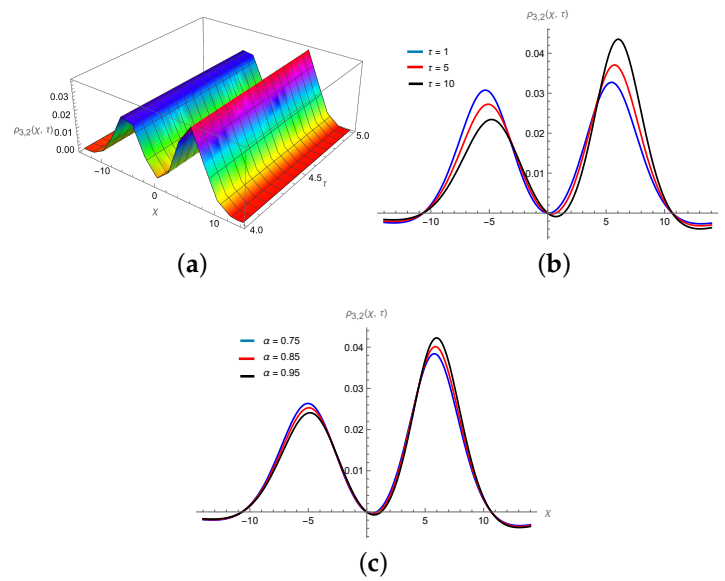 ρ3,2(χ, τ)
0.03
0.02
0.01
0.00
-10
0
10
χ
4.0
4.5
5.0
τ
(a)
ρ3,2(χ, τ)
τ = 1
τ = 5
τ = 10
0.04
0.03
0.02
0.01
-10
-5
5
10
χ
(b)
ρ3,2(χ, τ)
α = 0.75
α = 0.85
α = 0.95
0.04
0.03
0.02
0.01
-10
-5
0
5
10
χ
(c)